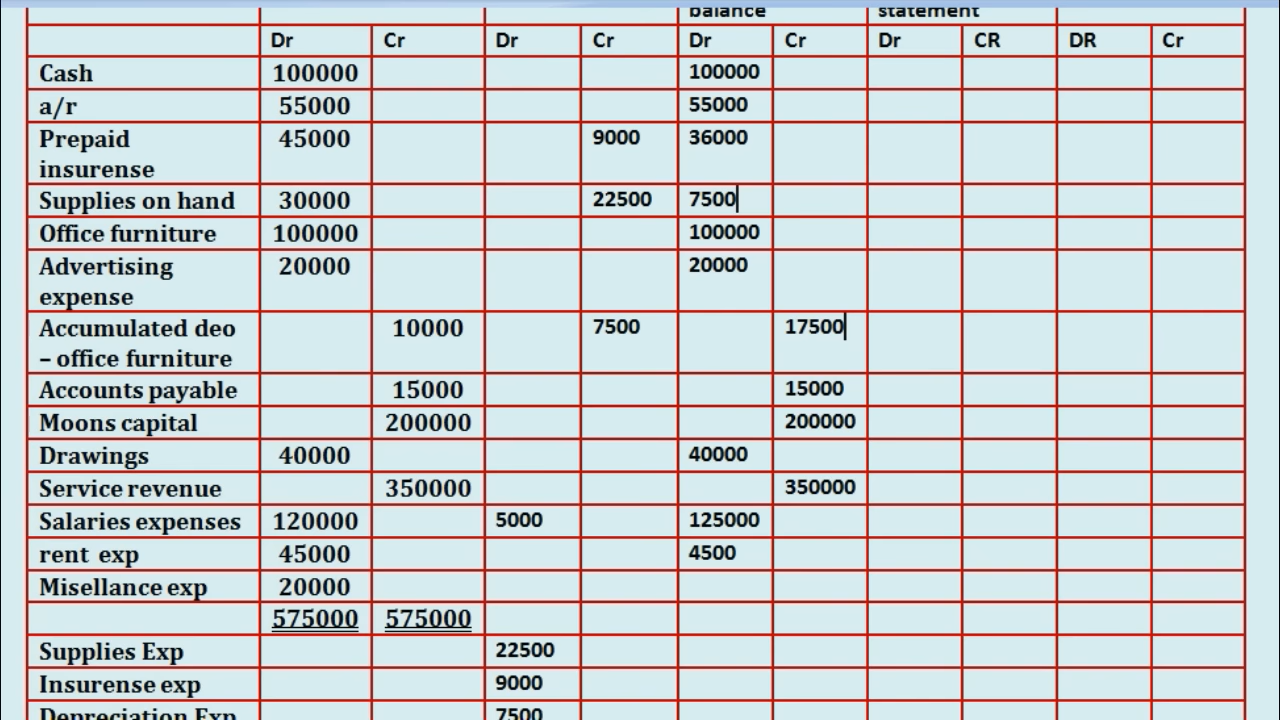 balance statement
Dr Cr Dr Cr Dr Cr Dr CR DR Cr
Cash 100000 100000
a/r 55000 55000
Prepaid 45000 9000 36000
insurense
Supplies on hand 30000 22500 7500
Office furniture 100000 100000
Advertising 20000 20000
expense
Accumulated deo 10000 7500 17500
– office furniture
Accounts payable 15000 15000
Moons capital 200000 200000
Drawings 40000 40000
Service revenue 350000 350000
Salaries expenses 120000 5000 125000
rent exp 45000 4500
Misellance exp 20000
575000 575000
Supplies Exp 22500
Insurense exp 9000
Depreciation Exp 7500